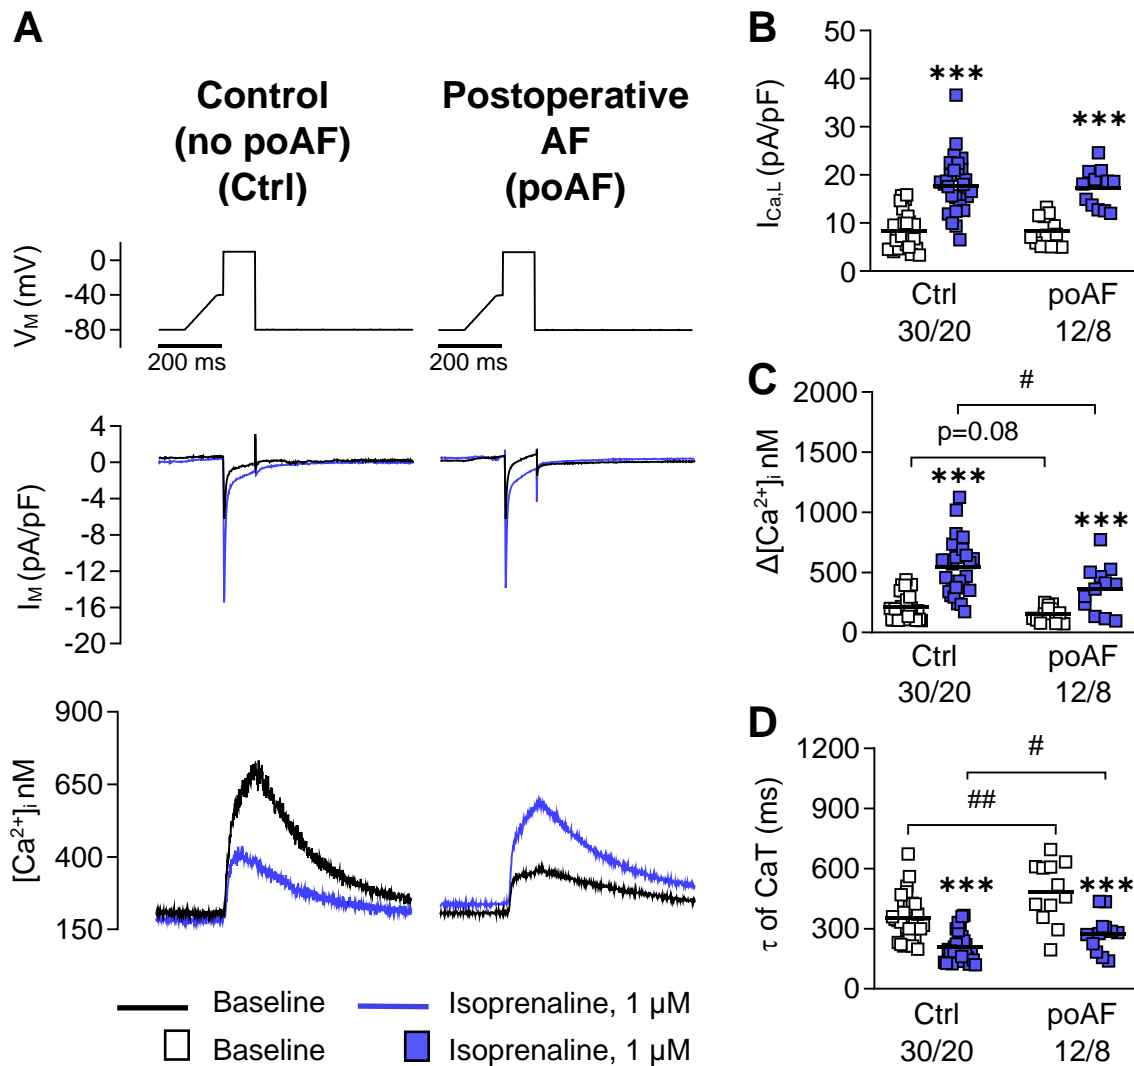 A
Control
(no poAF)
(Ctrl)
Postoperative
AF
(poAF)
V_M (mV)
0
-40
-80
200 ms
200 ms
I_M (pA/pF)
4
0
-4
-8
-12
-16
-20
[Ca²⁺]ᵢ nM
900
650
400
150
Baseline
Isoprenaline, 1 µM
Baseline
Isoprenaline, 1 µM
B
I_Ca,L (pA/pF)
50
40
30
20
10
0
***
***
Ctrl
poAF
30/20
12/8
C
Δ[Ca²⁺]ᵢ nM
2000
1500
1000
500
0
#
p=0.08
***
***
Ctrl
poAF
30/20
12/8
D
τ of CaT (ms)
1200
900
600
300
0
#
##
***
***
Ctrl
poAF
30/20
12/8